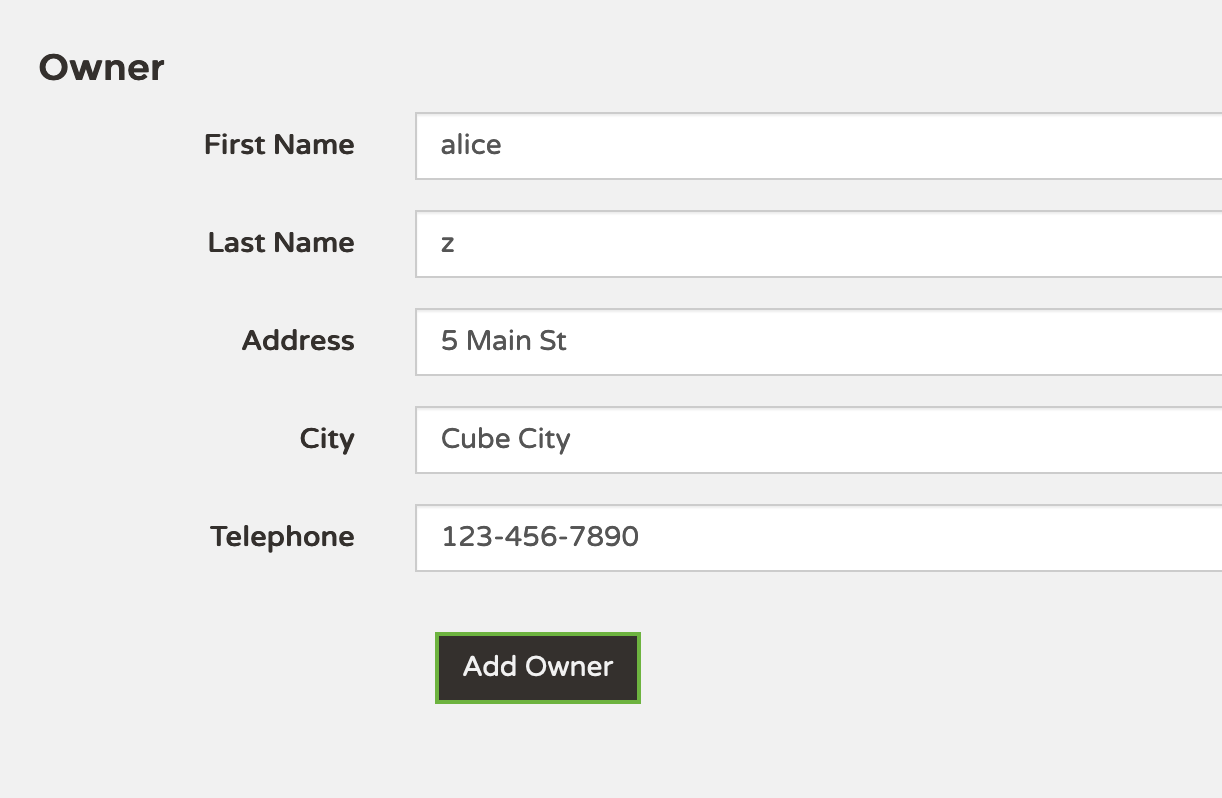 Owner
First Name alice
Last Name z
Address 5 Main St
City Cube City
Telephone 123-456-7890
Add Owner